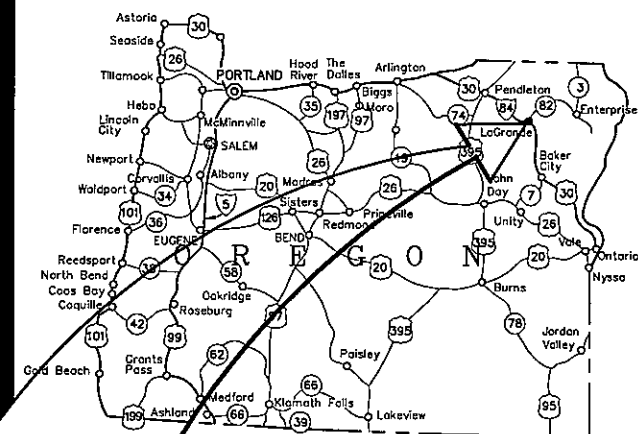 Astoria
30
Seaside
26
Tillamook
PORTLAND
Hood
River
The
Dalles
Biggs
Arlington
30
Pendleton
3
84
82
Enterprise
Hebo
McMinnville
35
197
Moro
97
74
LaGrande
Lincoln
City
SALEM
26
19
395
Baker
City
Newport
Corvallis
Albany
20
Madras
John
Day
Waldport
34
5
Sisters
26
7
30
101
36
126
Redmond
Prineville
Unity
26
Florence
EUGENE
BEND
395
Vale
Ontario
OREGON
Reedsport
38
58
20
20
Nyssa
North Bend
Coos Bay
Oakridge
Burns
Coquille
42
Roseburg
97
78
101
99
395
Jordan
Valley
Gold Beach
Grants
Pass
62
Paisley
Medford
66
95
199
Ashland
66
Klamath Falls
39
Lakeview